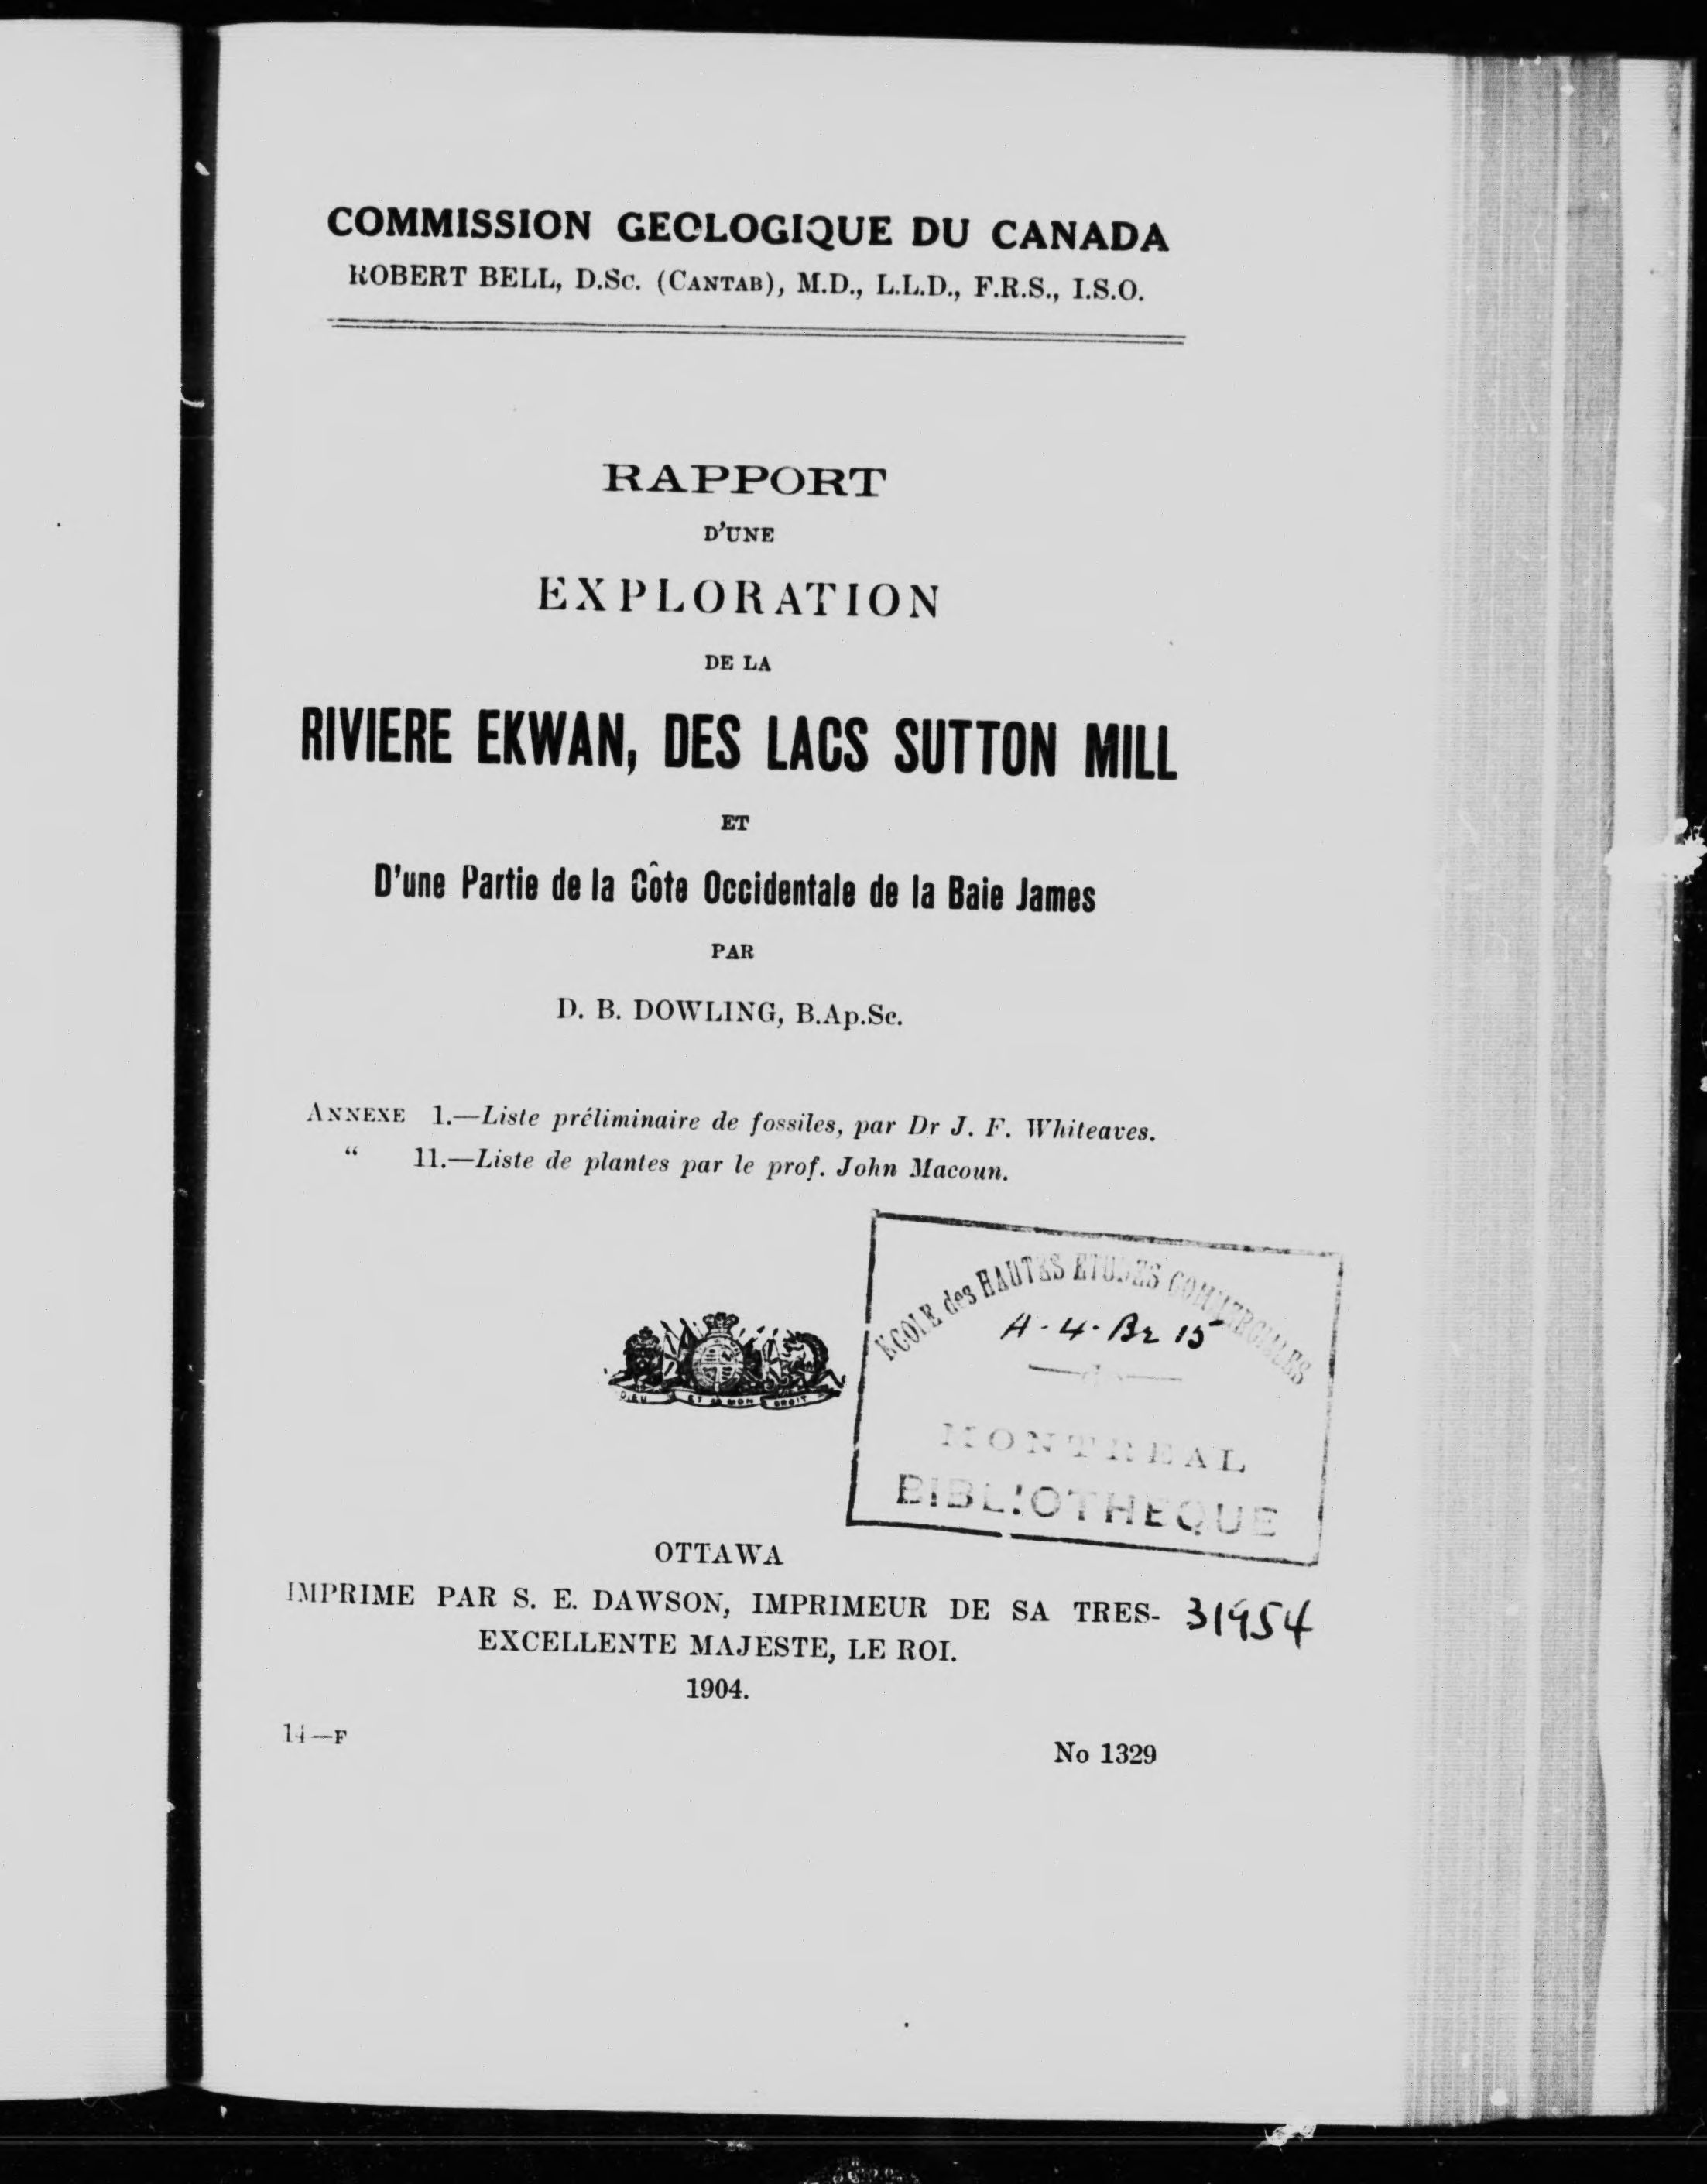 COMMISSION GEOLOGIQUE DU CANADA
ROBERT BELL, D.Sc. (CANTAB), M.D., L.L.D., F.R.S., I.S.O.
RAPPORT
D'UNE
EXPLORATION
DE LA
RIVIERE EKWAN, DES LACS SUTTON MILL
ET
D'une Partie de la Côte Occidentale de la Baie James
PAR
D. B. DOWLING, B.Ap.Sc.
ANNEXE 1.—Liste préliminaire de fossiles, par Dr J. F. Whiteaves.
“ 11.—Liste de plantes par le prof. John Macoun.
ECOLE des HAUTES ETUDES COMMERCIALES
A-4-Br 15
MONTREAL
BIBLIOTHEQUE
DIEU ET MON DROIT
OTTAWA
IMPRIME PAR S. E. DAWSON, IMPRIMEUR DE SA TRES-
EXCELLENTE MAJESTE, LE ROI.
31954
1904.
14—F
No 1329